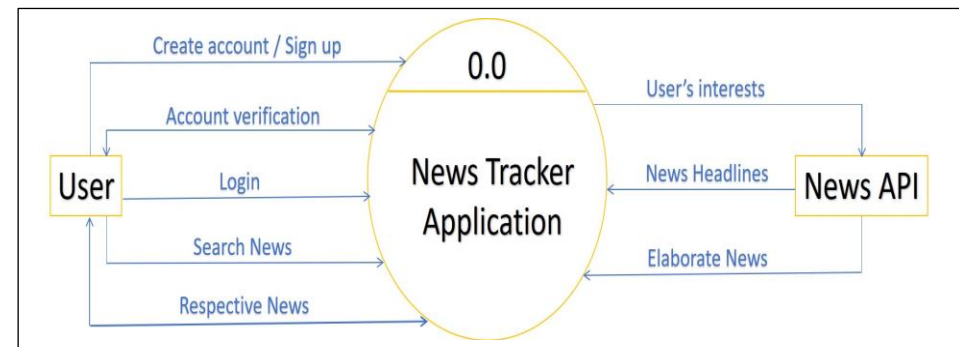 Create account / Sign up
0.0
User's interests
Account verification
User
Login
News Tracker
Application
News Headlines
News API
Search News
Elaborate News
Respective News